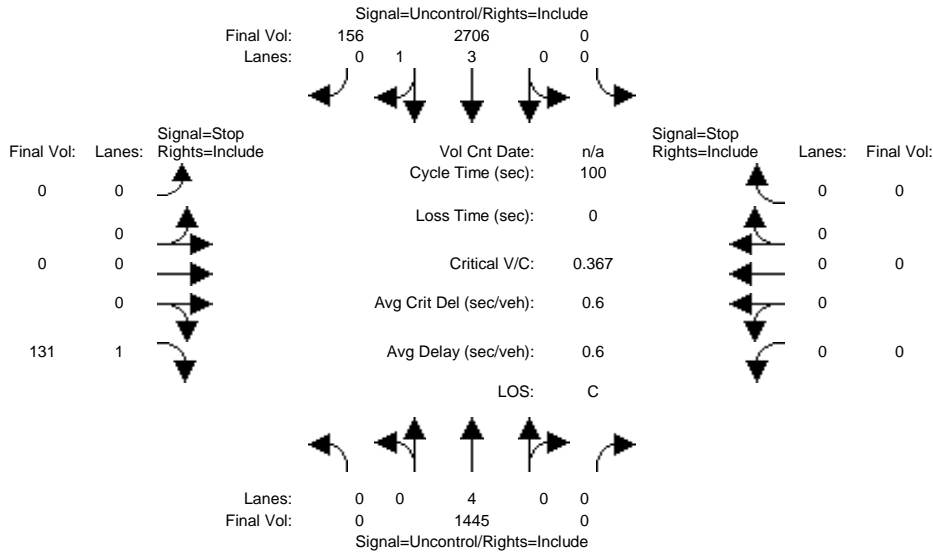 Signal=Uncontrol/Rights=Include
Final Vol: 156 2706 0
Lanes: 0 1 3 0 0
Signal=Stop Signal=Stop
Final Vol: Lanes: Rights=Include Vol Cnt Date: n/a Rights=Include Lanes: Final Vol:
Cycle Time (sec): 100
0 0 0 0
Loss Time (sec): 0
0 0
0 0 Critical V/C: 0.367 0 0
0 Avg Crit Del (sec/veh): 0.6 0
131 1 Avg Delay (sec/veh): 0.6 0 0
LOS: C
Lanes: 0 0 4 0 0
Final Vol: 0 1445 0
Signal=Uncontrol/Rights=Include